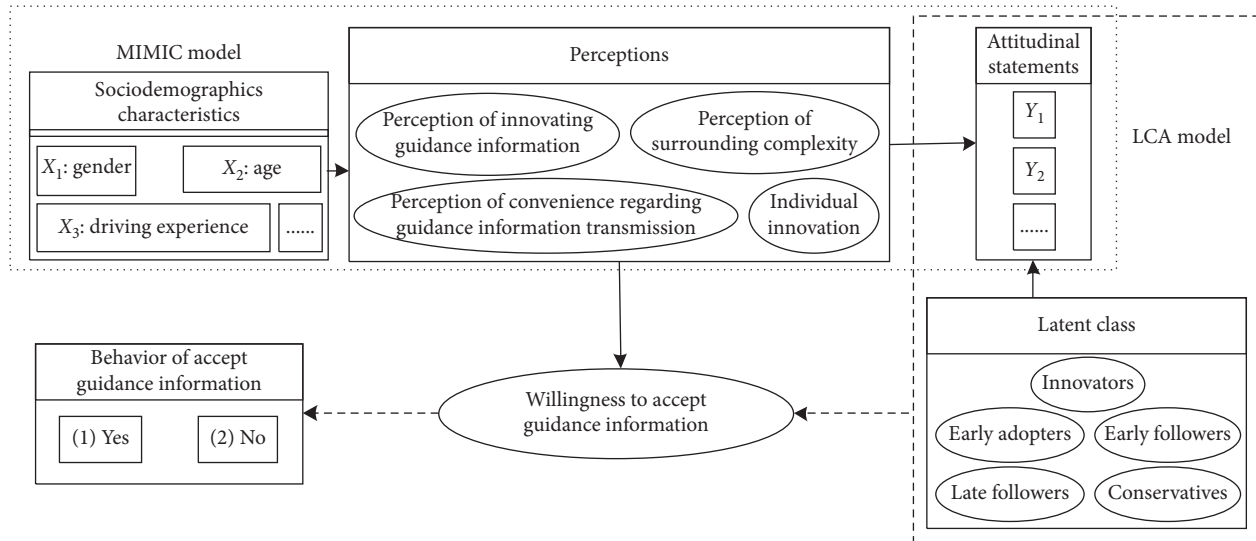 MIMIC model
Sociodemographics
characteristics
X₁: gender
X₂: age
X₃: driving experience
......
Perceptions
Perception of innovating
guidance information
Perception of
surrounding complexity
Perception of convenience regarding
guidance information transmission
Individual
innovation
Attitudinal
statements
Y₁
Y₂
......
LCA model
Latent class
Innovators
Early adopters
Early followers
Late followers
Conservatives
Willingness to accept
guidance information
Behavior of accept
guidance information
(1) Yes
(2) No